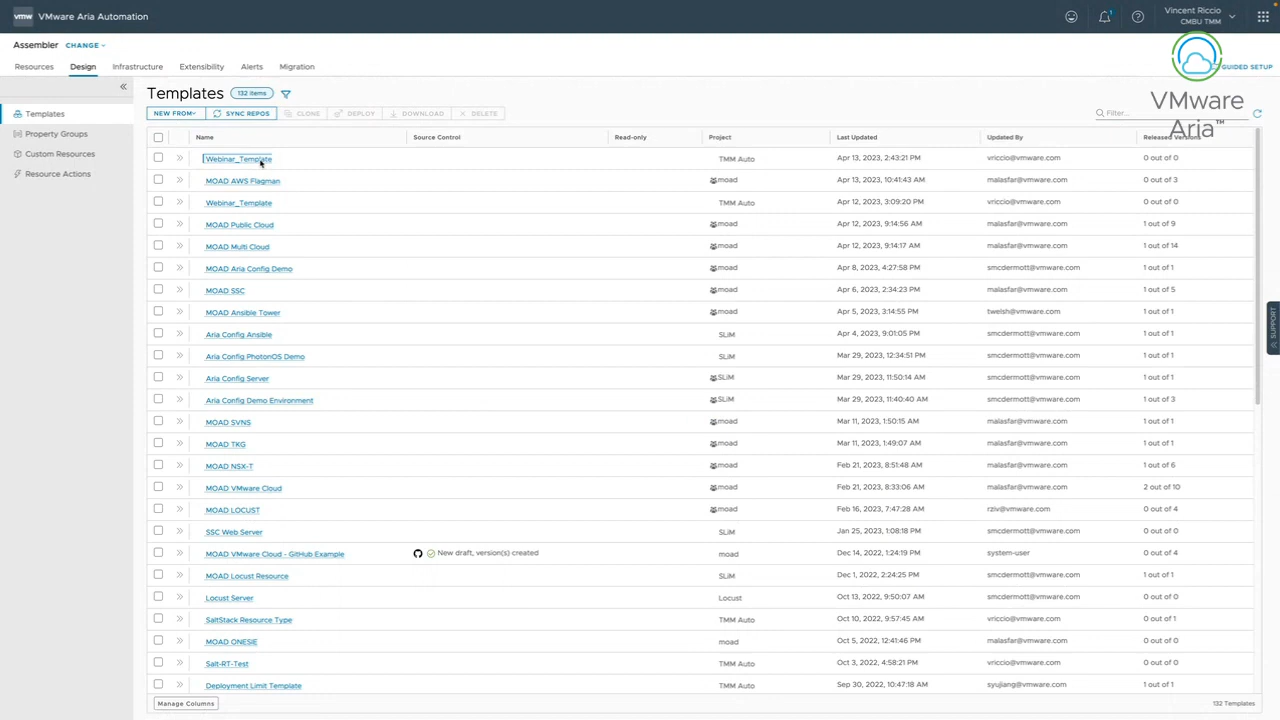 vmw VMware Aria Automation
Vincent Riccio
CMBU TMM
1
Assembler CHANGE
GUIDED SETUP
Resources Design Infrastructure Extensibility Alerts Migration
VMware
Aria™
Templates
Property Groups
Custom Resources
Resource Actions
Templates 132 items
NEW FROM SYNC REPOS CLONE DEPLOY DOWNLOAD DELETE Filter...
Name Source Control Read-only Project Last Updated Updated By Released Versions
Webinar_Template TMM Auto Apr 13, 2023, 2:43:21 PM vriccio@vmware.com 0 out of 0
MOAD AWS Flagman moad Apr 13, 2023, 10:41:43 AM malasfar@vmware.com 0 out of 3
Webinar_Template TMM Auto Apr 12, 2023, 3:09:20 PM vriccio@vmware.com 0 out of 0
MOAD Public Cloud moad Apr 12, 2023, 9:14:56 AM malasfar@vmware.com 1 out of 9
MOAD Multi Cloud moad Apr 12, 2023, 9:14:17 AM malasfar@vmware.com 1 out of 14
MOAD Aria Config Demo moad Apr 8, 2023, 4:27:58 PM smcdermott@vmware.com 1 out of 1
MOAD SSC moad Apr 6, 2023, 2:34:23 PM malasfar@vmware.com 1 out of 5
MOAD Ansible Tower moad Apr 5, 2023, 3:14:55 PM twelsh@vmware.com 1 out of 1
Aria Config Ansible SLiM Apr 4, 2023, 9:01:05 PM smcdermott@vmware.com 1 out of 1
Aria Config PhotonOS Demo SLiM Mar 29, 2023, 12:34:51 PM smcdermott@vmware.com 1 out of 1
Aria Config Server SLiM Mar 29, 2023, 11:50:14 AM smcdermott@vmware.com 1 out of 1
Aria Config Demo Environment SLiM Mar 29, 2023, 11:40:40 AM smcdermott@vmware.com 1 out of 3
MOAD SVNS moad Mar 11, 2023, 1:50:15 AM malasfar@vmware.com 1 out of 1
MOAD TKG moad Mar 11, 2023, 1:49:07 AM malasfar@vmware.com 1 out of 1
MOAD NSX-T moad Feb 21, 2023, 8:51:48 AM malasfar@vmware.com 1 out of 6
MOAD VMware Cloud moad Feb 21, 2023, 8:33:06 AM malasfar@vmware.com 2 out of 10
MOAD LOCUST moad Feb 16, 2023, 7:47:28 AM rziv@vmware.com 0 out of 4
SSC Web Server SLiM Jan 25, 2023, 1:08:18 PM smcdermott@vmware.com 0 out of 0
MOAD VMware Cloud - GitHub Example New draft, version(s) created moad Dec 14, 2022, 1:24:19 PM system-user 0 out of 4
MOAD Locust Resource SLiM Dec 1, 2022, 2:24:25 PM smcdermott@vmware.com 1 out of 1
Locust Server Locust Oct 13, 2022, 9:50:07 AM smcdermott@vmware.com 0 out of 0
SaltStack Resource Type TMM Auto Oct 10, 2022, 9:57:45 AM vriccio@vmware.com 0 out of 1
MOAD ONESIE moad Oct 5, 2022, 12:41:46 PM malasfar@vmware.com 0 out of 0
Salt-RT-Test TMM Auto Oct 3, 2022, 4:58:21 PM vriccio@vmware.com 0 out of 0
Deployment Limit Template TMM Auto Sep 30, 2022, 10:47:18 AM syujiang@vmware.com 1 out of 1
Manage Columns 132 Templates
SUPPORT